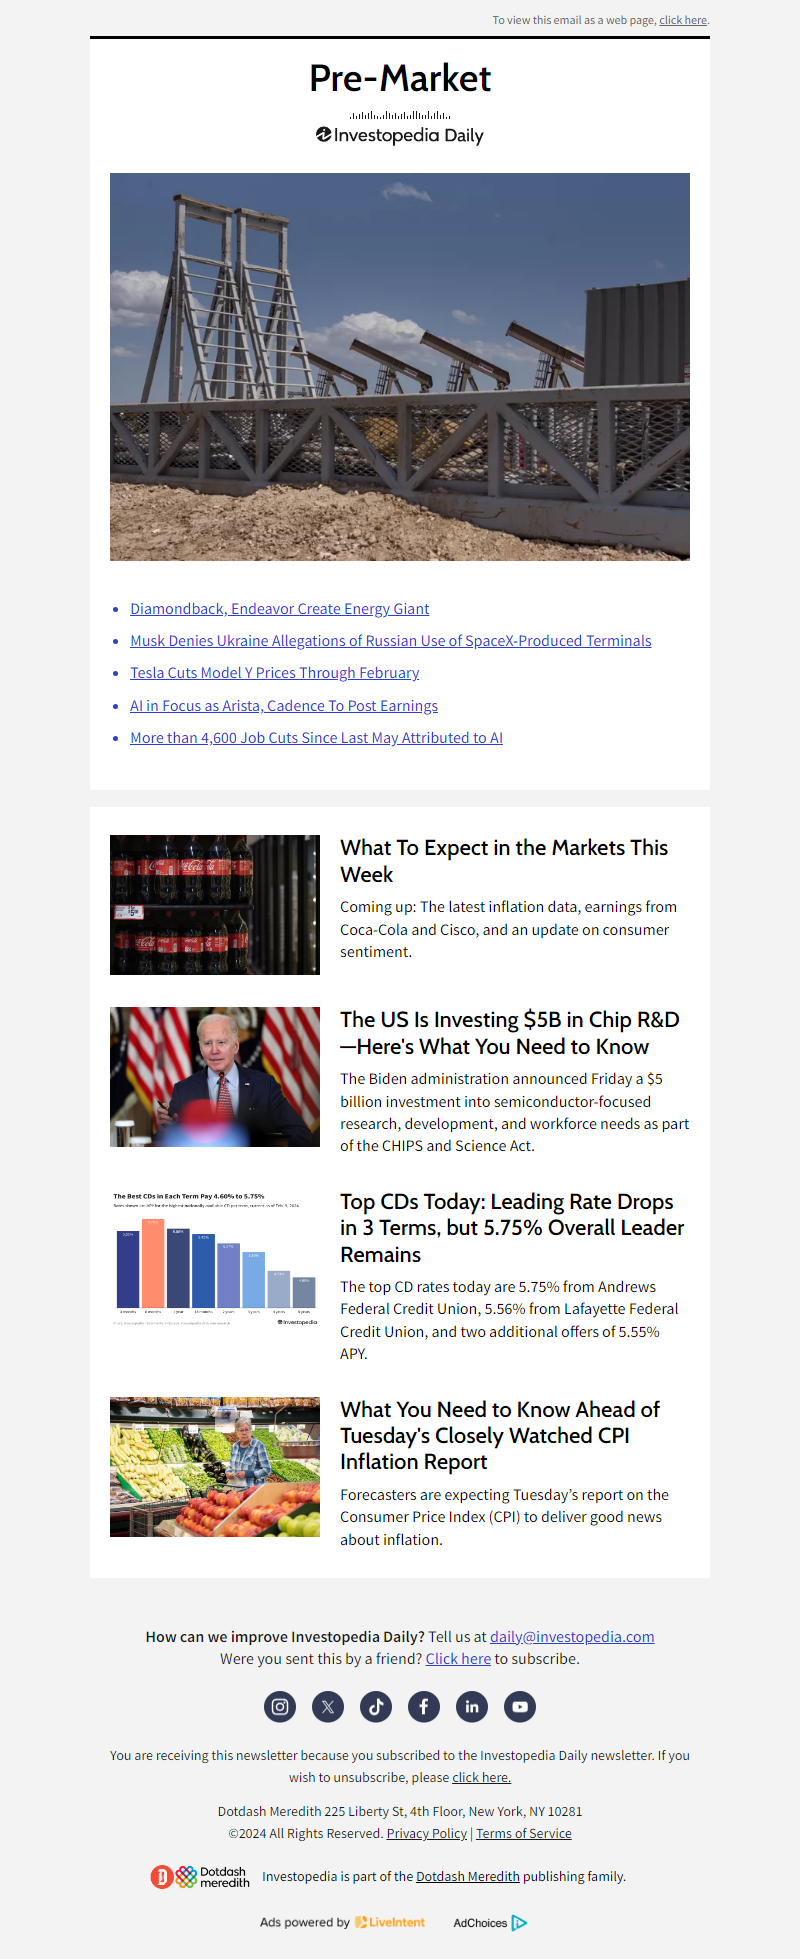 To view this email as a web page, click here.
Pre-Market
Investopedia Daily
Diamondback, Endeavor Create Energy Giant
Musk Denies Ukraine Allegations of Russian Use of SpaceX-Produced Terminals
Tesla Cuts Model Y Prices Through February
AI in Focus as Arista, Cadence To Post Earnings
More than 4,600 Job Cuts Since Last May Attributed to AI
Coca-Cola
What To Expect in the Markets This
Week
Coming up: The latest inflation data, earnings from
Coca-Cola and Cisco, and an update on consumer
sentiment.
The US Is Investing $5B in Chip R&D
—Here's What You Need to Know
The Biden administration announced Friday a $5
billion investment into semiconductor-focused
research, development, and workforce needs as part
of the CHIPS and Science Act.
The Best CDs in Each Term Pay 4.60% to 5.75%
Investopedia
Top CDs Today: Leading Rate Drops
in 3 Terms, but 5.75% Overall Leader
Remains
The top CD rates today are 5.75% from Andrews
Federal Credit Union, 5.56% from Lafayette Federal
Credit Union, and two additional offers of 5.55%
APY.
What You Need to Know Ahead of
Tuesday's Closely Watched CPI
Inflation Report
Forecasters are expecting Tuesday’s report on the
Consumer Price Index (CPI) to deliver good news
about inflation.
How can we improve Investopedia Daily? Tell us at daily@investopedia.com
Were you sent this by a friend? Click here to subscribe.
You are receiving this newsletter because you subscribed to the Investopedia Daily newsletter. If you
wish to unsubscribe, please click here.
Dotdash Meredith 225 Liberty St, 4th Floor, New York, NY 10281
©2024 All Rights Reserved. Privacy Policy | Terms of Service
Dotdash
meredith
Investopedia is part of the Dotdash Meredith publishing family.
Ads powered by LiveIntent
AdChoices